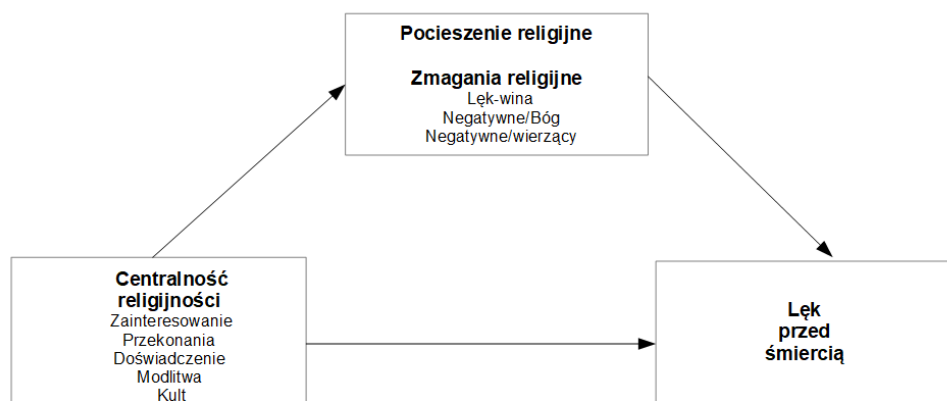 Pocieszenie religijne
Zmagania religijne
Lęk-wina
Negatywne/Bóg
Negatywne/wierzący
Centralność
religijności
Zainteresowanie
Przekonania
Doświadczenie
Modlitwa
Kult
Lęk
przed
śmiercią